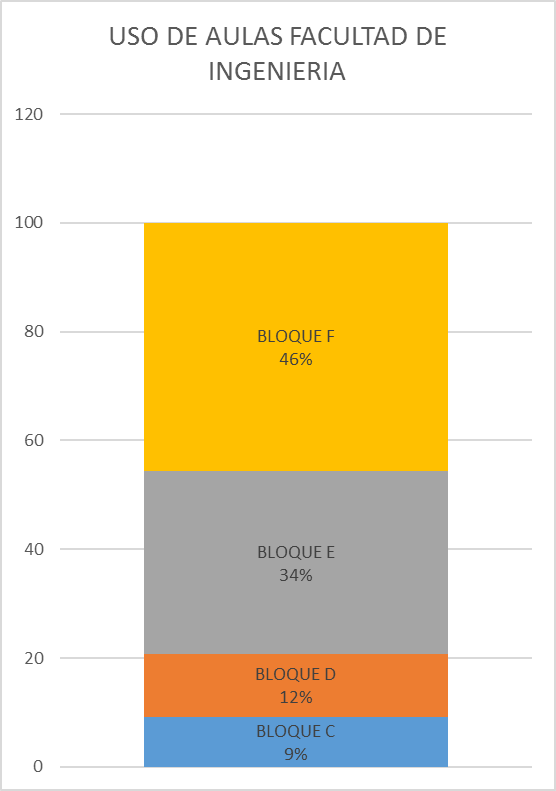 USO DE AULAS FACULTAD DE
INGENIERIA
120
100
80
60
40
20
0
BLOQUE F
46%
BLOQUE E
34%
BLOQUE D
12%
BLOQUE C
9%